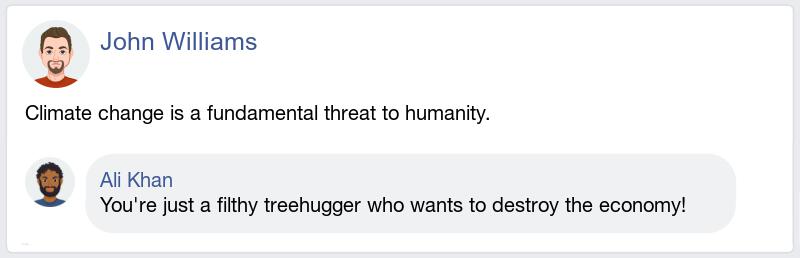 John Williams
Climate change is a fundamental threat to humanity.
Ali Khan
You're just a filthy treehugger who wants to destroy the economy!